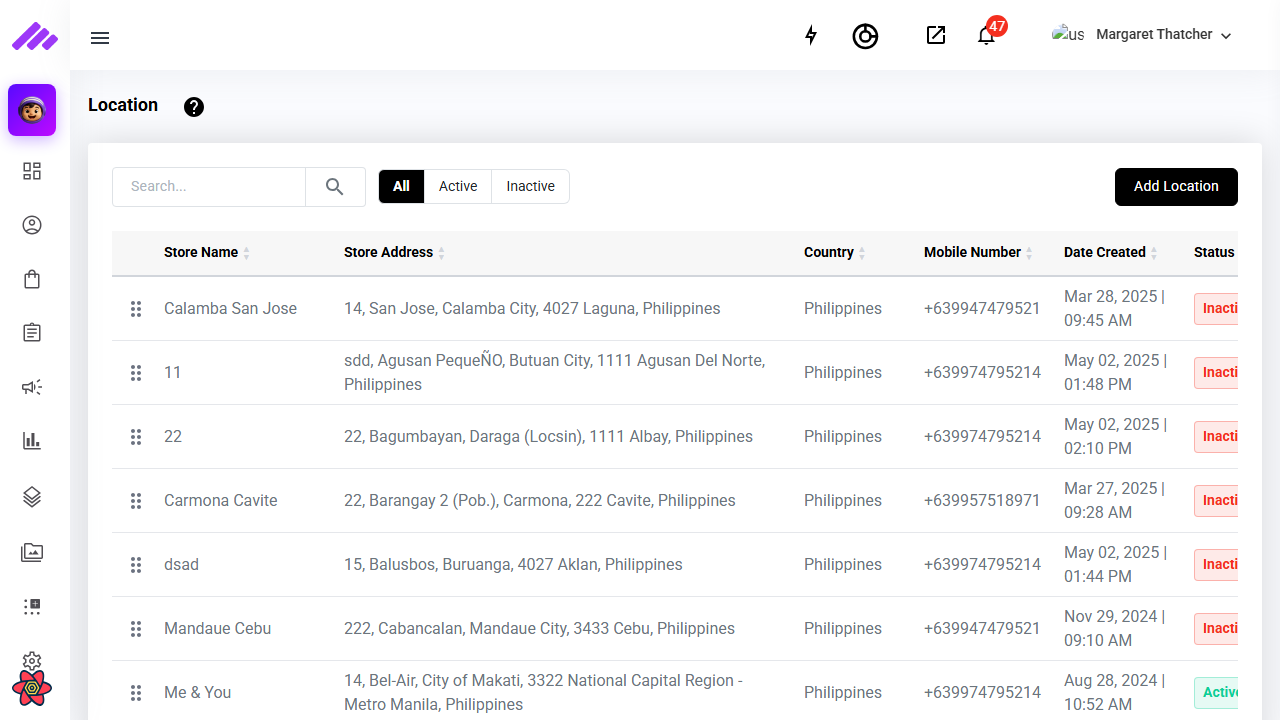 47
us
Margaret Thatcher
Location
Search...
All
Active
Inactive
Add Location
Store Name
Store Address
Country
Mobile Number
Date Created
Status
Calamba San Jose
14, San Jose, Calamba City, 4027 Laguna, Philippines
Philippines
+639947479521
Mar 28, 2025 |
09:45 AM
Inacti
11
sdd, Agusan PequeÑO, Butuan City, 1111 Agusan Del Norte,
Philippines
Philippines
+639974795214
May 02, 2025 |
01:48 PM
Inacti
22
22, Bagumbayan, Daraga (Locsin), 1111 Albay, Philippines
Philippines
+639974795214
May 02, 2025 |
02:10 PM
Inacti
Carmona Cavite
22, Barangay 2 (Pob.), Carmona, 222 Cavite, Philippines
Philippines
+639957518971
Mar 27, 2025 |
09:28 AM
Inacti
dsad
15, Balusbos, Buruanga, 4027 Aklan, Philippines
Philippines
+639974795214
May 02, 2025 |
01:44 PM
Inacti
Mandaue Cebu
222, Cabancalan, Mandaue City, 3433 Cebu, Philippines
Philippines
+639947479521
Nov 29, 2024 |
09:10 AM
Inacti
Me & You
14, Bel-Air, City of Makati, 3322 National Capital Region -
Metro Manila, Philippines
Philippines
+639974795214
Aug 28, 2024 |
10:52 AM
Active